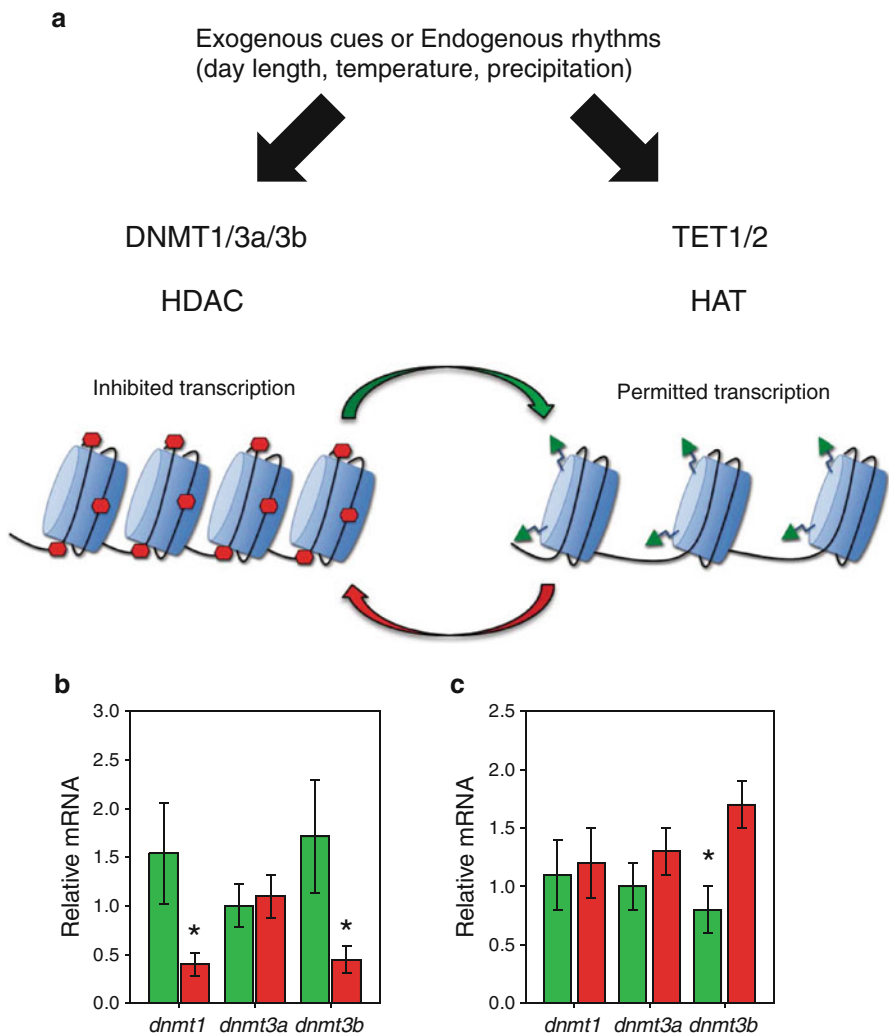 a
Exogenous cues or Endogenous rhythms
(day length, temperature, precipitation)
DNMT1/3a/3b
TET1/2
HDAC
HAT
Inhibited transcription
Permitted transcription
b
3.0
2.5
2.0
1.5
1.0
0.5
0.0
Relative mRNA
*
*
dnmt1 dnmt3a dnmt3b
c
2.5
2.0
1.5
1.0
0.5
0.0
Relative mRNA
*
dnmt1 dnmt3a dnmt3b